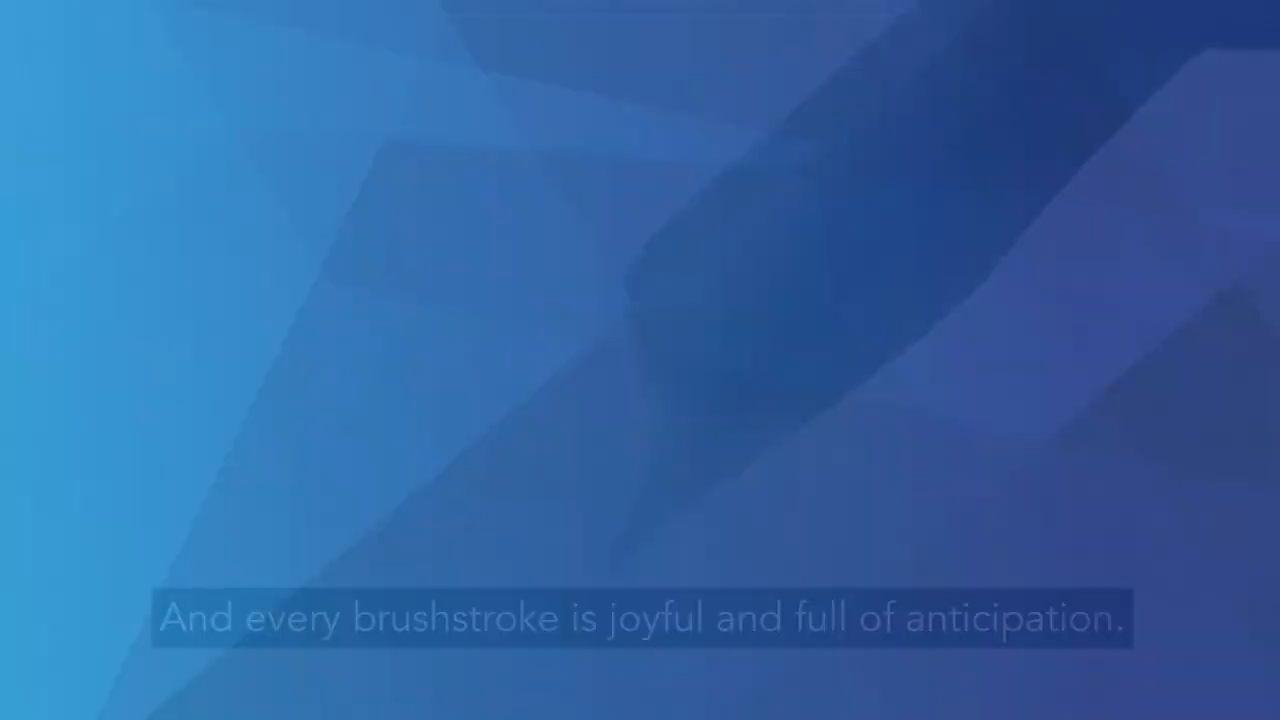 And every brushstroke is joyful and full of anticipation.